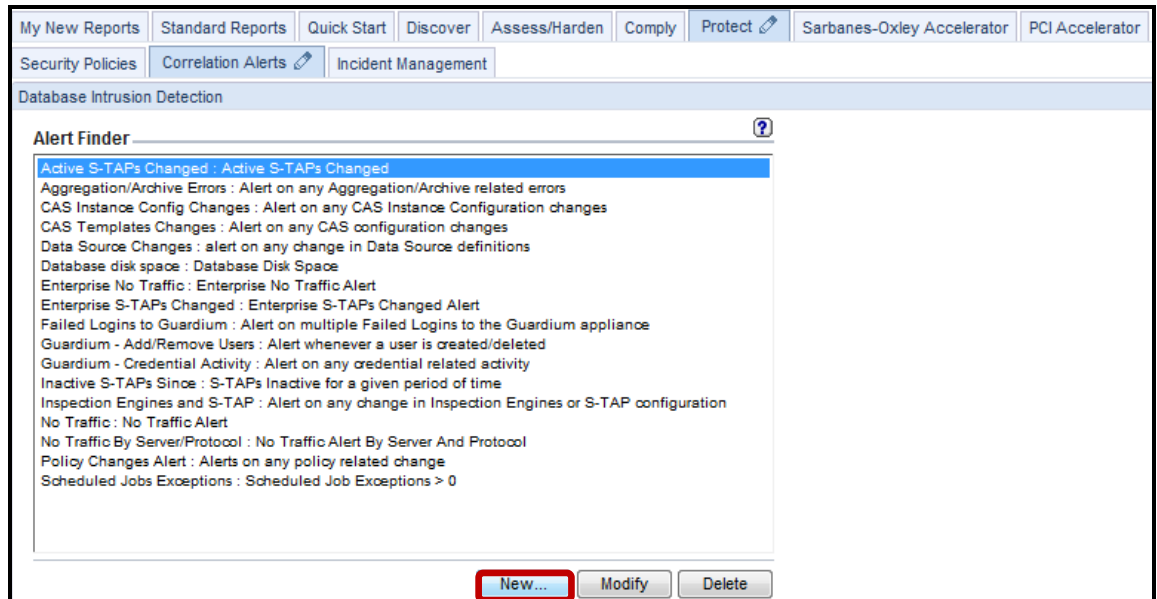 My New Reports Standard Reports Quick Start Discover Assess/Harden Comply Protect Sarbanes-Oxley Accelerator PCI Accelerator
Security Policies Correlation Alerts Incident Management
Database Intrusion Detection
Alert Finder ?
Active S-TAPs Changed : Active S-TAPs Changed
Aggregation/Archive Errors : Alert on any Aggregation/Archive related errors
CAS Instance Config Changes : Alert on any CAS Instance Configuration changes
CAS Templates Changes : Alert on any CAS configuration changes
Data Source Changes : alert on any change in Data Source definitions
Database disk space : Database Disk Space
Enterprise No Traffic : Enterprise No Traffic Alert
Enterprise S-TAPs Changed : Enterprise S-TAPs Changed Alert
Failed Logins to Guardium : Alert on multiple Failed Logins to the Guardium appliance
Guardium - Add/Remove Users : Alert whenever a user is created/deleted
Guardium - Credential Activity : Alert on any credential related activity
Inactive S-TAPs Since : S-TAPs Inactive for a given period of time
Inspection Engines and S-TAP : Alert on any change in Inspection Engines or S-TAP configuration
No Traffic : No Traffic Alert
No Traffic By Server/Protocol : No Traffic Alert By Server And Protocol
Policy Changes Alert : Alerts on any policy related change
Scheduled Jobs Exceptions : Scheduled Job Exceptions > 0
New... Modify Delete